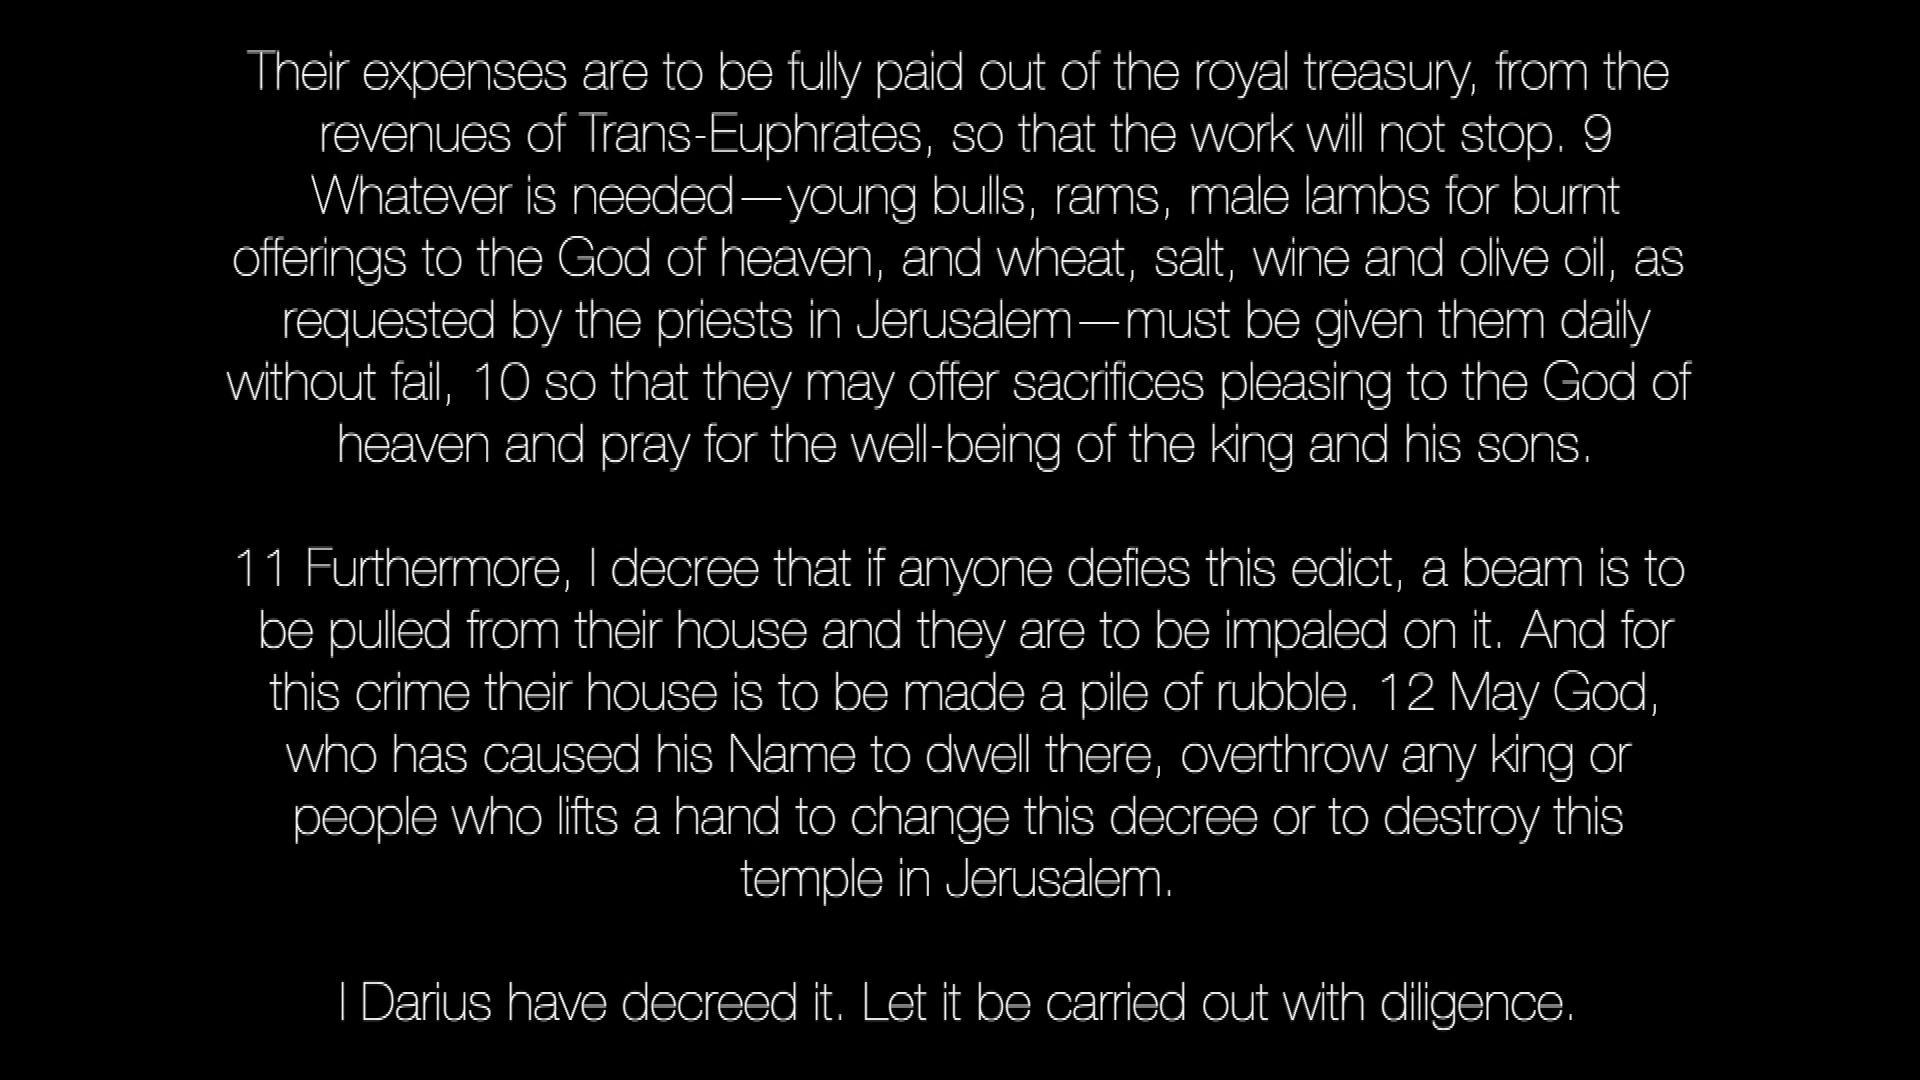 Their expenses are to be fully paid out of the royal treasury, from the
revenues of Trans-Euphrates, so that the work will not stop. 9
Whatever is needed—young bulls, rams, male lambs for burnt
offerings to the God of heaven, and wheat, salt, wine and olive oil, as
requested by the priests in Jerusalem—must be given them daily
without fail, 10 so that they may offer sacrifices pleasing to the God of
heaven and pray for the well-being of the king and his sons.
11 Furthermore, I decree that if anyone defies this edict, a beam is to
be pulled from their house and they are to be impaled on it. And for
this crime their house is to be made a pile of rubble. 12 May God,
who has caused his Name to dwell there, overthrow any king or
people who lifts a hand to change this decree or to destroy this
temple in Jerusalem.
I Darius have decreed it. Let it be carried out with diligence.